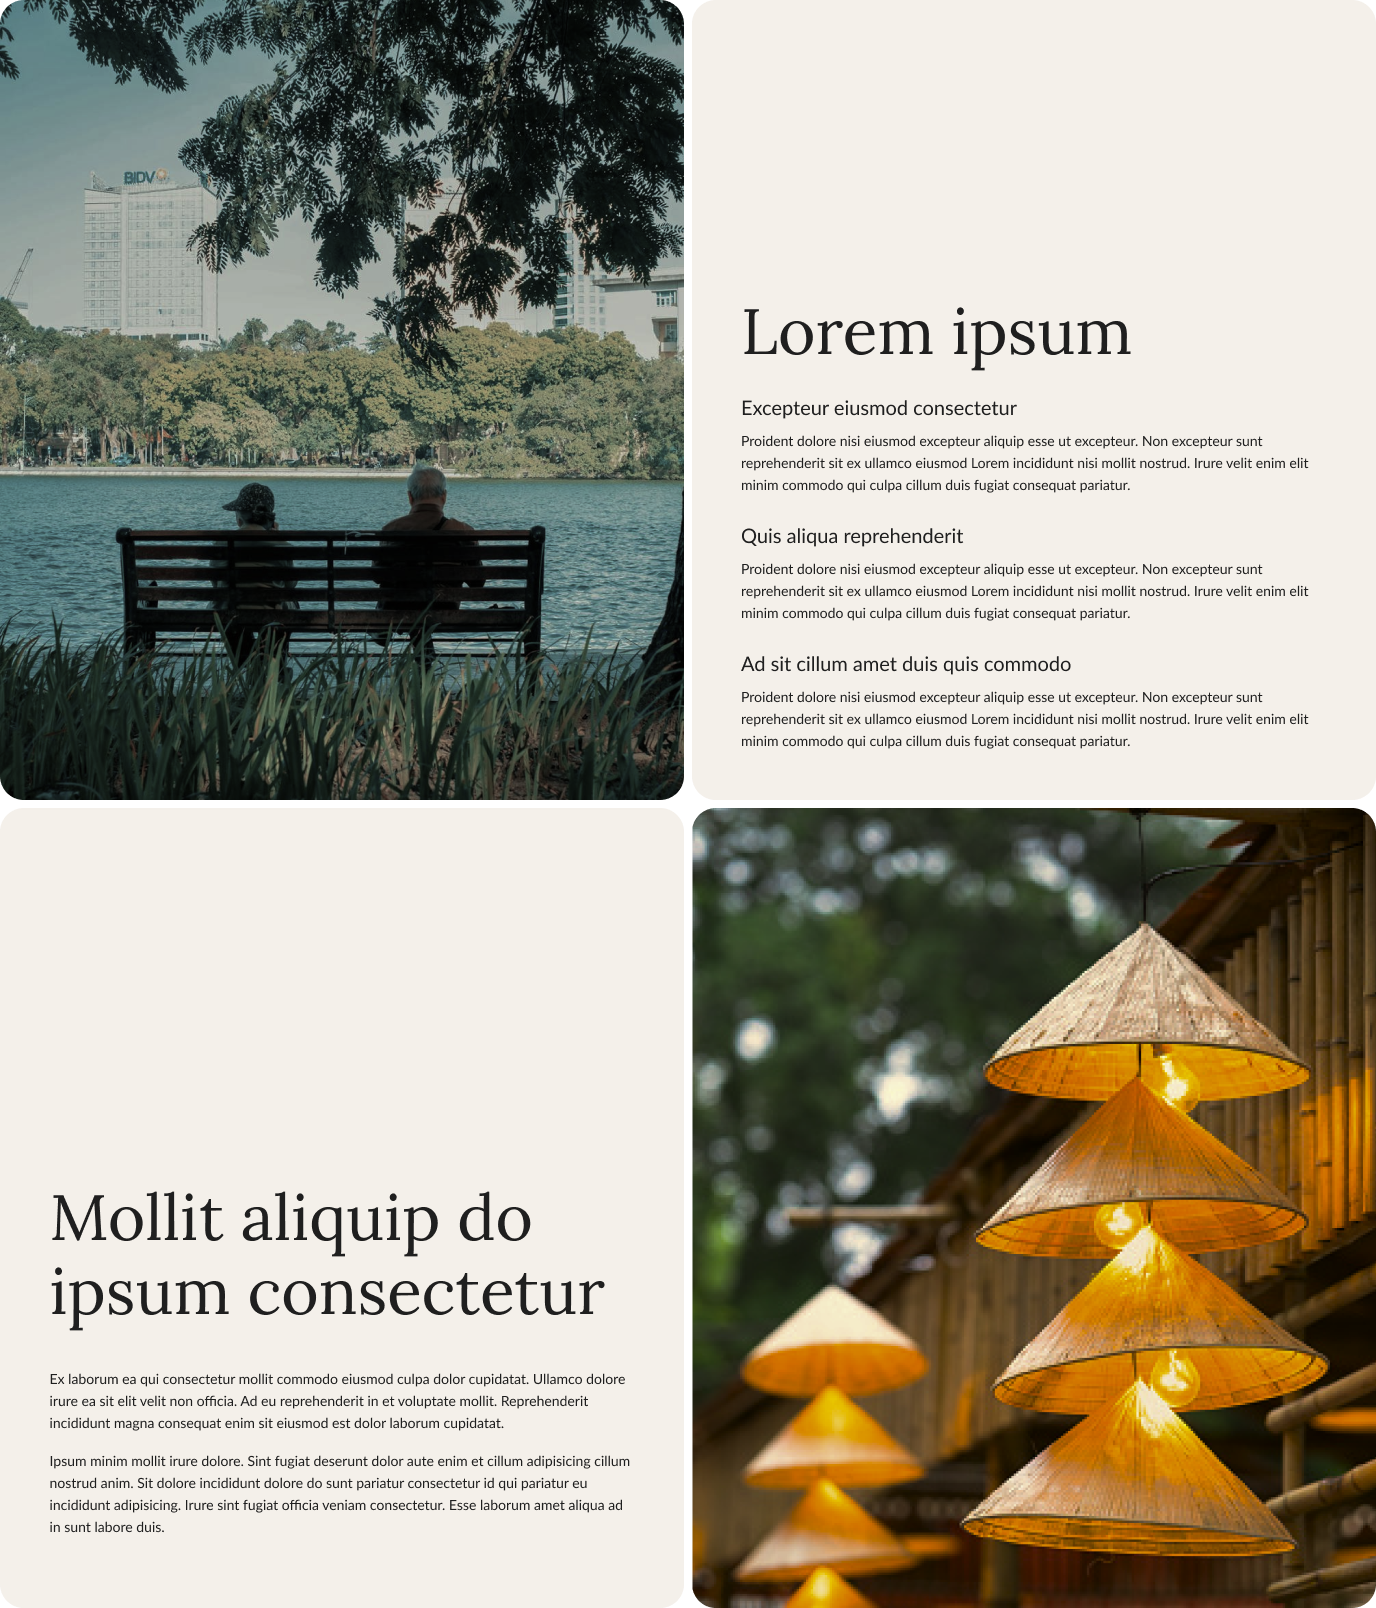 BIDV
Lorem ipsum
Excepteur eiusmod consectetur
Proident dolore nisi eiusmod excepteur aliquip esse ut excepteur. Non excepteur sunt
reprehenderit sit ex ullamco eiusmod Lorem incididunt nisi mollit nostrud. Irure velit enim elit
minim commodo qui culpa cillum duis fugiat consequat pariatur.
Quis aliqua reprehenderit
Proident dolore nisi eiusmod excepteur aliquip esse ut excepteur. Non excepteur sunt
reprehenderit sit ex ullamco eiusmod Lorem incididunt nisi mollit nostrud. Irure velit enim elit
minim commodo qui culpa cillum duis fugiat consequat pariatur.
Ad sit cillum amet duis quis commodo
Proident dolore nisi eiusmod excepteur aliquip esse ut excepteur. Non excepteur sunt
reprehenderit sit ex ullamco eiusmod Lorem incididunt nisi mollit nostrud. Irure velit enim elit
minim commodo qui culpa cillum duis fugiat consequat pariatur.
Mollit aliquip do
ipsum consectetur
Ex laborum ea qui consectetur mollit commodo eiusmod culpa dolor cupidatat. Ullamco dolore
irure ea sit elit velit non officia. Ad eu reprehenderit in et voluptate mollit. Reprehenderit
incididunt magna consequat enim sit eiusmod est dolor laborum cupidatat.
Ipsum minim mollit irure dolore. Sint fugiat deserunt dolor aute enim et cillum adipisicing cillum
nostrud anim. Sit dolore incididunt dolore do sunt pariatur consectetur id qui pariatur eu
incididunt adipisicing. Irure sint fugiat officia veniam consectetur. Esse laborum amet aliqua ad
in sunt labore duis.